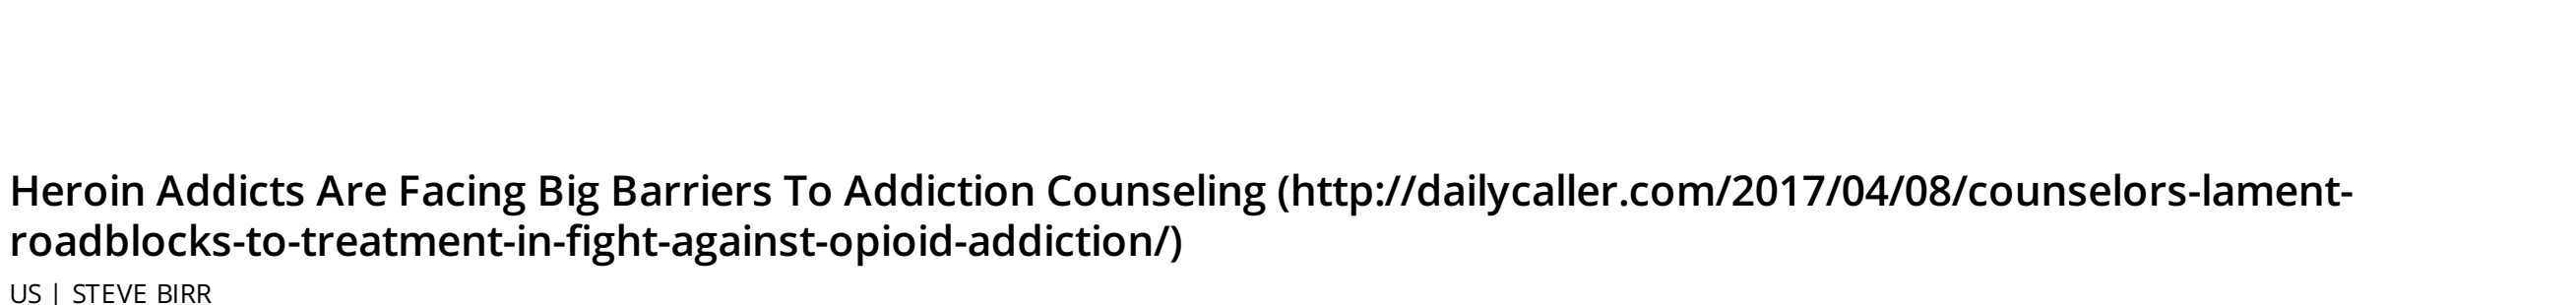 Heroin Addicts Are Facing Big Barriers To Addiction Counseling (http://dailycaller.com/2017/04/08/counselors-lament-
roadblocks-to-treatment-in-fight-against-opioid-addiction/)
US | STEVE BIRR